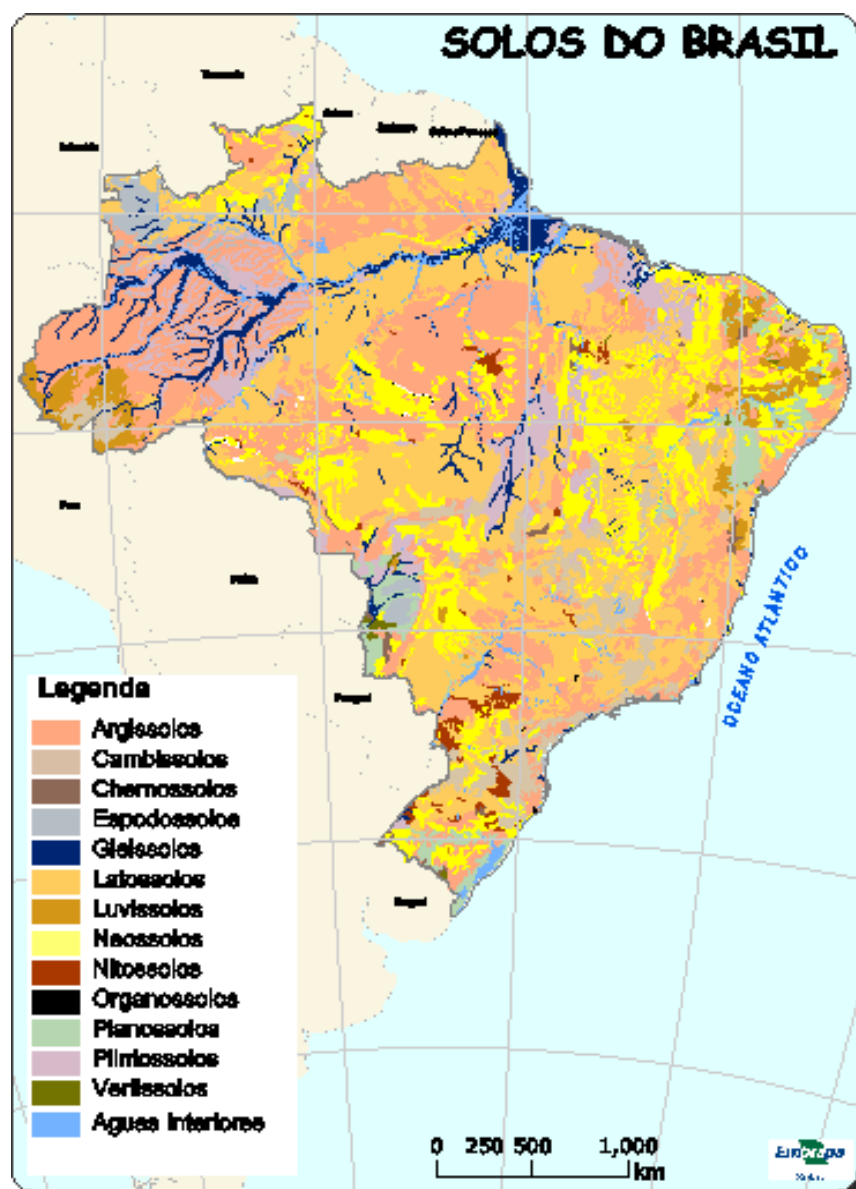 SOLOS DO BRASIL
OCEANO ATLÂNTICO
Legenda
Argissolos
Cambissolos
Chernossolos
Espodossolos
Gleissolos
Latossolos
Luvissolos
Neossolos
Nitossolos
Organossolos
Planossolos
Plintossolos
Vertissolos
Aguas Interiores
0 250 500 1,000
km
Embrapa